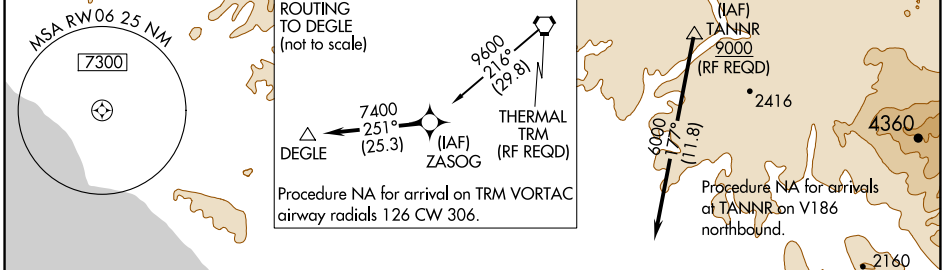 MSA RW06 25 NM
7300
ROUTING
TO DEGLE
(not to scale)
9600
216°
(29.8)
7400
251°
(25.3)
DEGLE
(IAF)
ZASOG
THERMAL
TRM
(RF REQD)
Procedure NA for arrival on TRM VORTAC
airway radials 126 CW 306.
(IAF)
TANNR
9000
(RF REQD)
2416
4360
6000
177°
(11.8)
Procedure NA for arrivals
at TANNR on V186
northbound.
2160